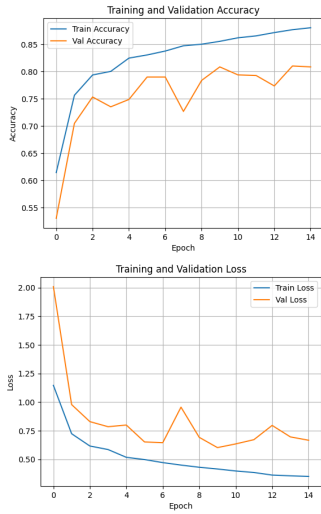 Training and Validation Accuracy
Train Accuracy
Val Accuracy
0.85
0.80
0.75
0.70
0.65
0.60
0.55
Accuracy
0 2 4 6 8 10 12 14
Epoch
Training and Validation Loss
Train Loss
Val Loss
2.00
1.75
1.50
1.25
1.00
0.75
0.50
Loss
0 2 4 6 8 10 12 14
Epoch